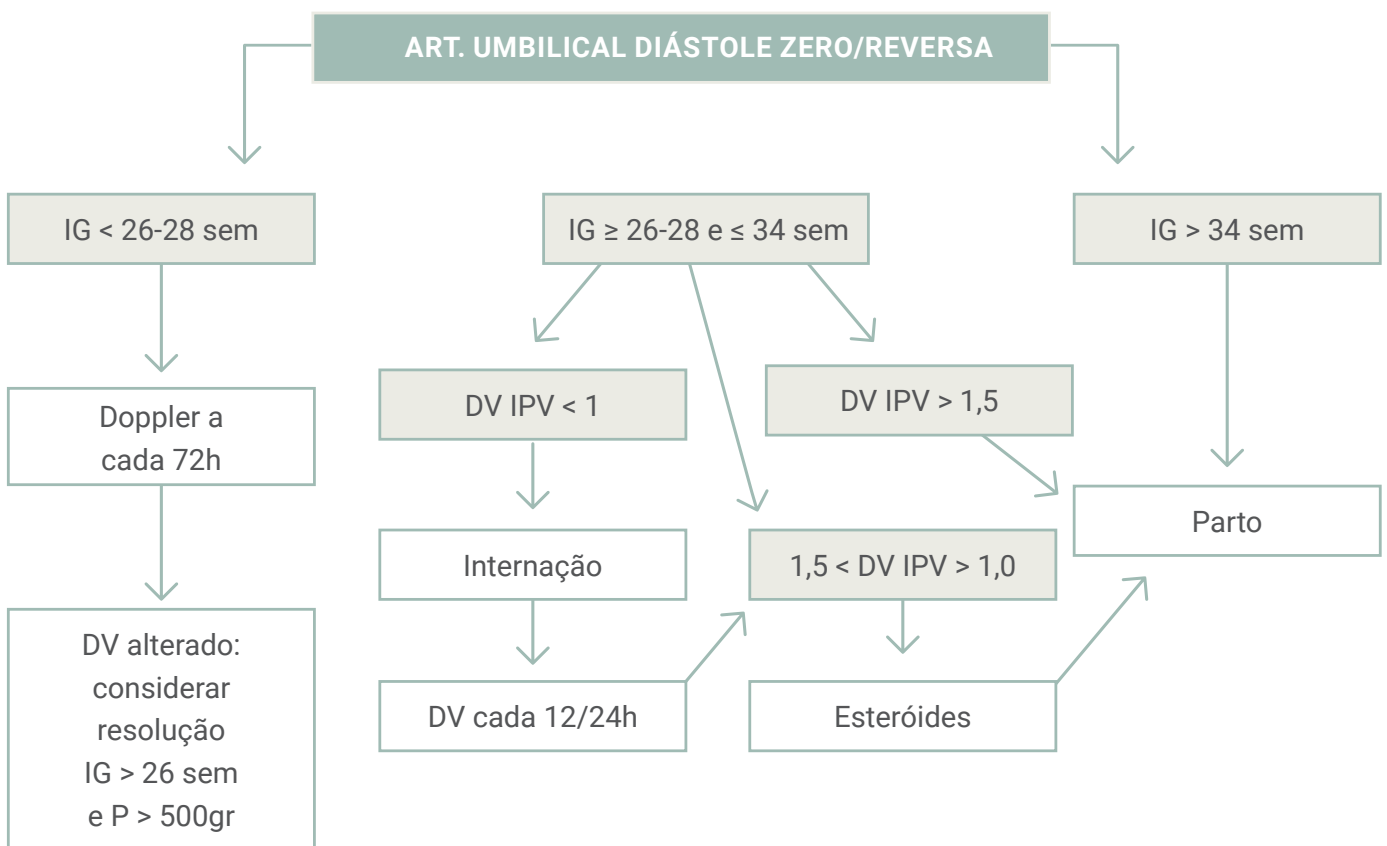 ART. UMBILICAL DIÁSTOLE ZERO/REVERSA
IG < 26-28 sem
IG ≥ 26-28 e ≤ 34 sem
IG > 34 sem
DV IPV < 1
DV IPV > 1,5
Doppler a
cada 72h
Parto
Internação
1,5 < DV IPV > 1,0
DV alterado:
considerar
resolução
IG > 26 sem
e P > 500gr
DV cada 12/24h
Esteróides